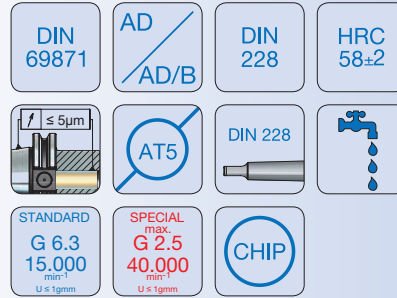 DIN
69871
AD
AD/B
DIN
228
HRC
58±2
≤ 5µm
AT5
DIN 228
STANDARD
G 6.3
15.000
min⁻¹
U ≤ 1gmm
SPECIAL
max.
G 2.5
40.000
min⁻¹
U ≤ 1gmm
CHIP